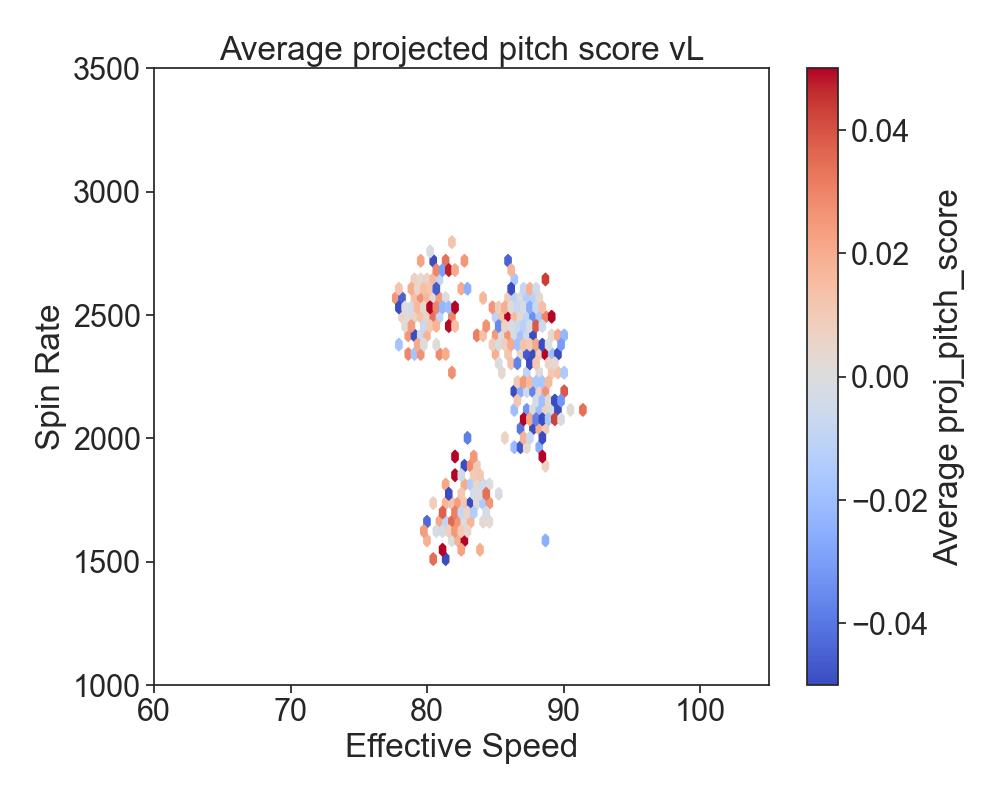 Average projected pitch score vL
3500
3000
2500
2000
1500
1000
Spin Rate
60 70 80 90 100
Effective Speed
0.04
0.02
0.00
−0.02
−0.04
Average proj_pitch_score